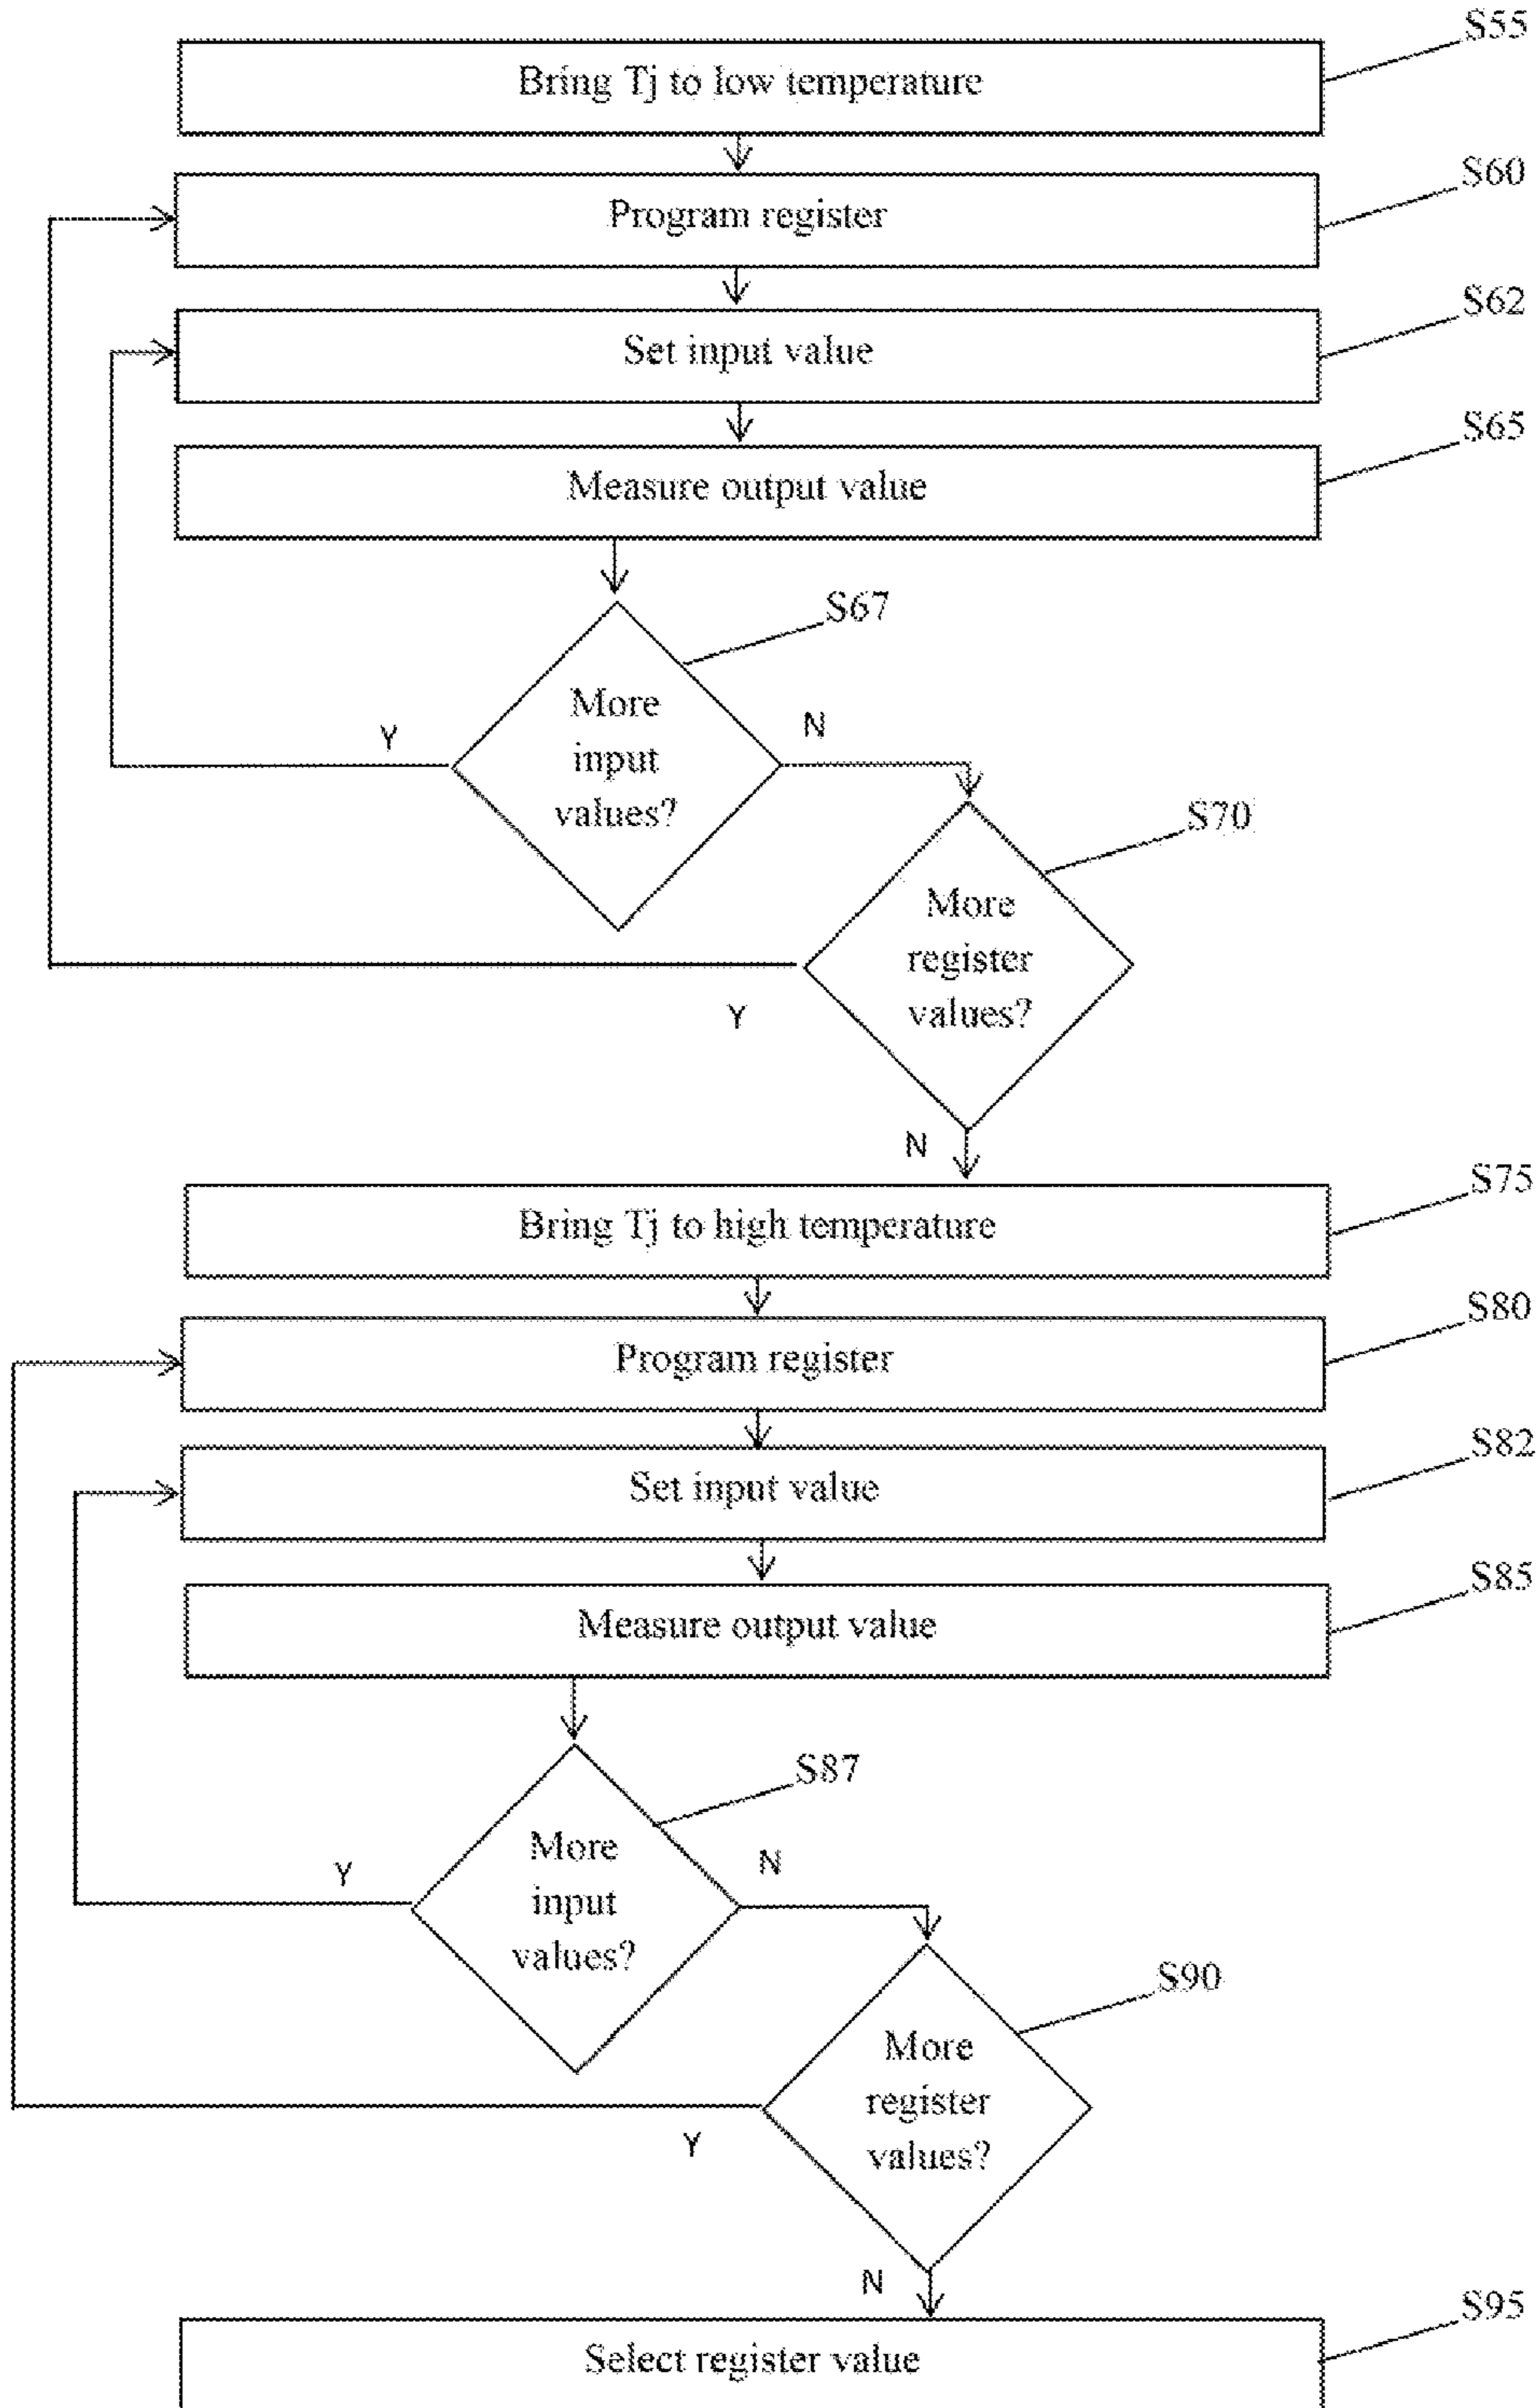 S55
Bring Tj to low temperature
S60
Program register
S62
Set input value
S65
Measure output value
S67
More
input
values?
Y
N
S70
More
register
values?
Y
N
S75
Bring Tj to high temperature
S80
Program register
S82
Set input value
S85
Measure output value
S87
More
input
values?
Y
N
S90
More
register
values?
Y
N
S95
Select register value